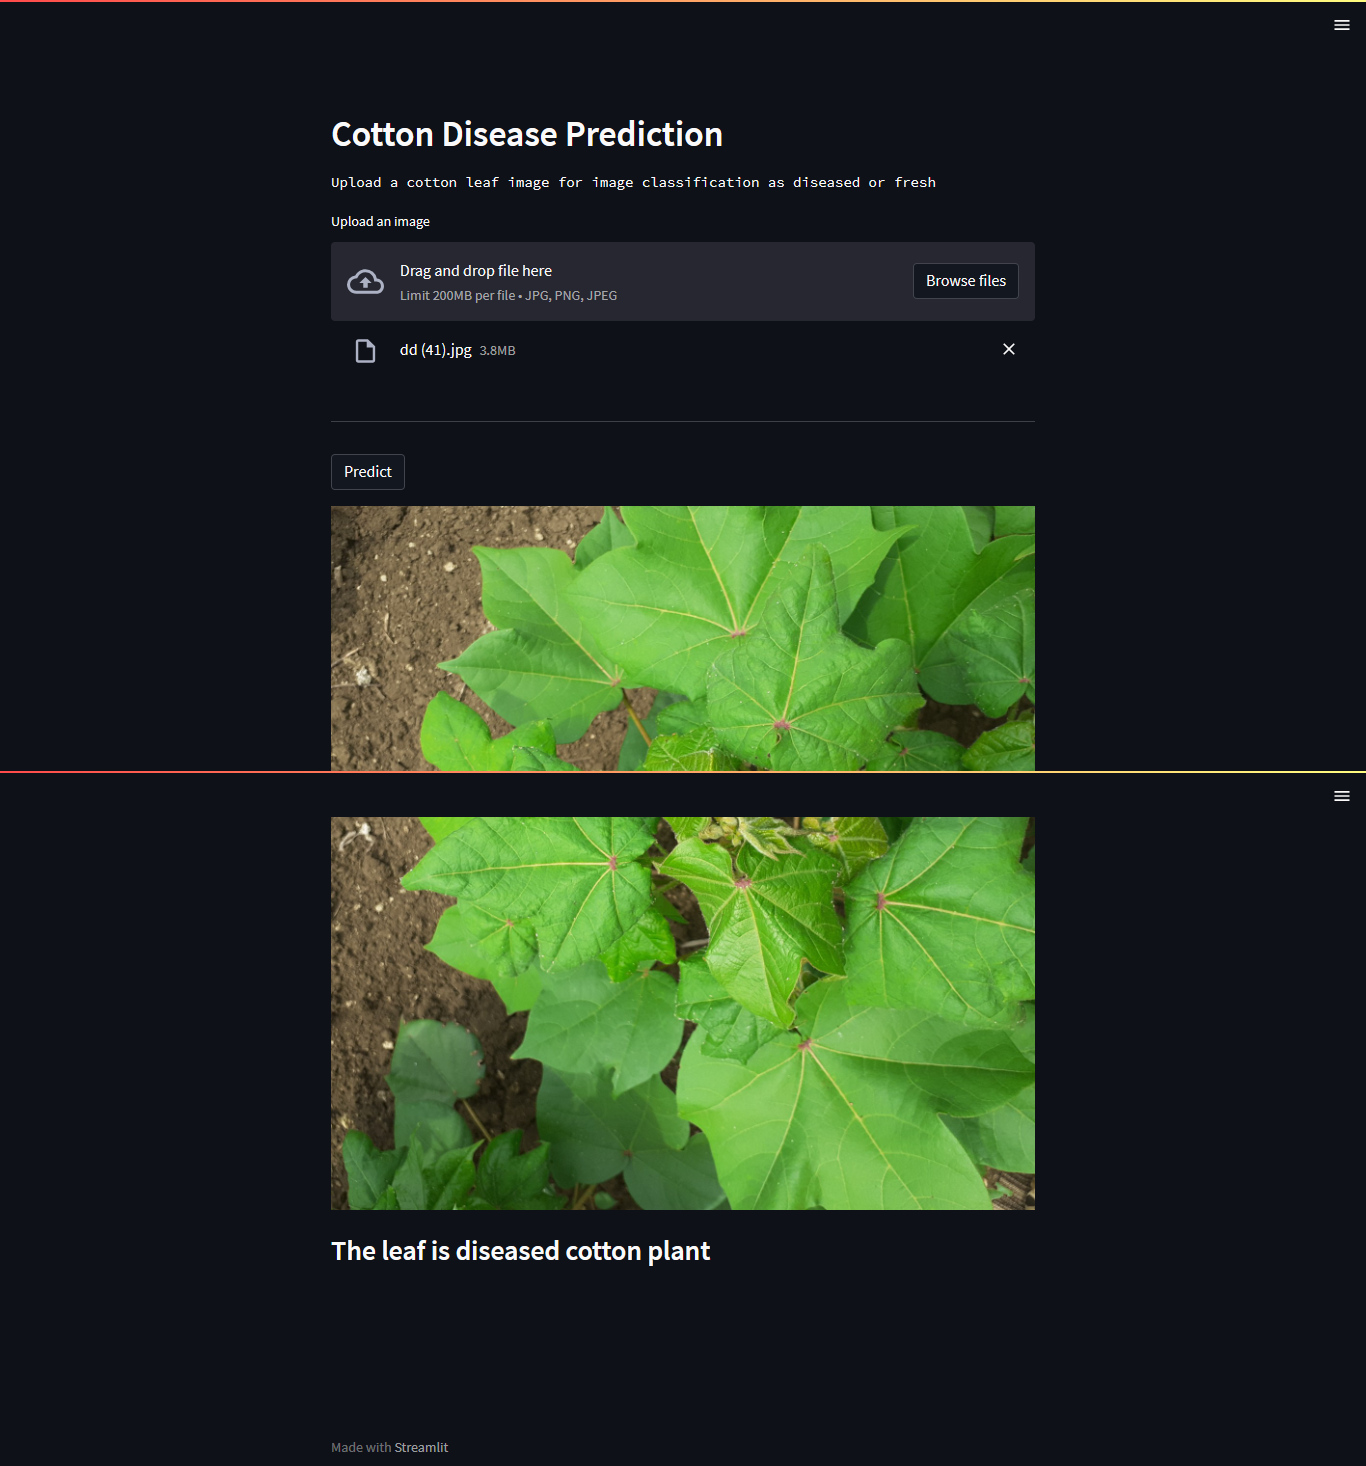 Cotton Disease Prediction
Upload a cotton leaf image for image classification as diseased or fresh
Upload an image
Drag and drop file here
Limit 200MB per file • JPG, PNG, JPEG
Browse files
dd (41).jpg 3.8MB
Predict
The leaf is diseased cotton plant
Made with Streamlit